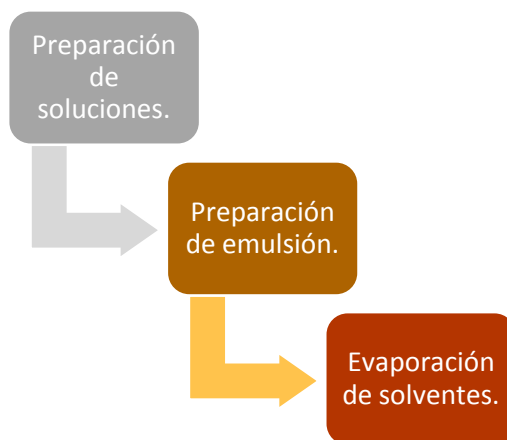 Preparación
de
soluciones.
Preparación
de emulsión.
Evaporación
de solventes.